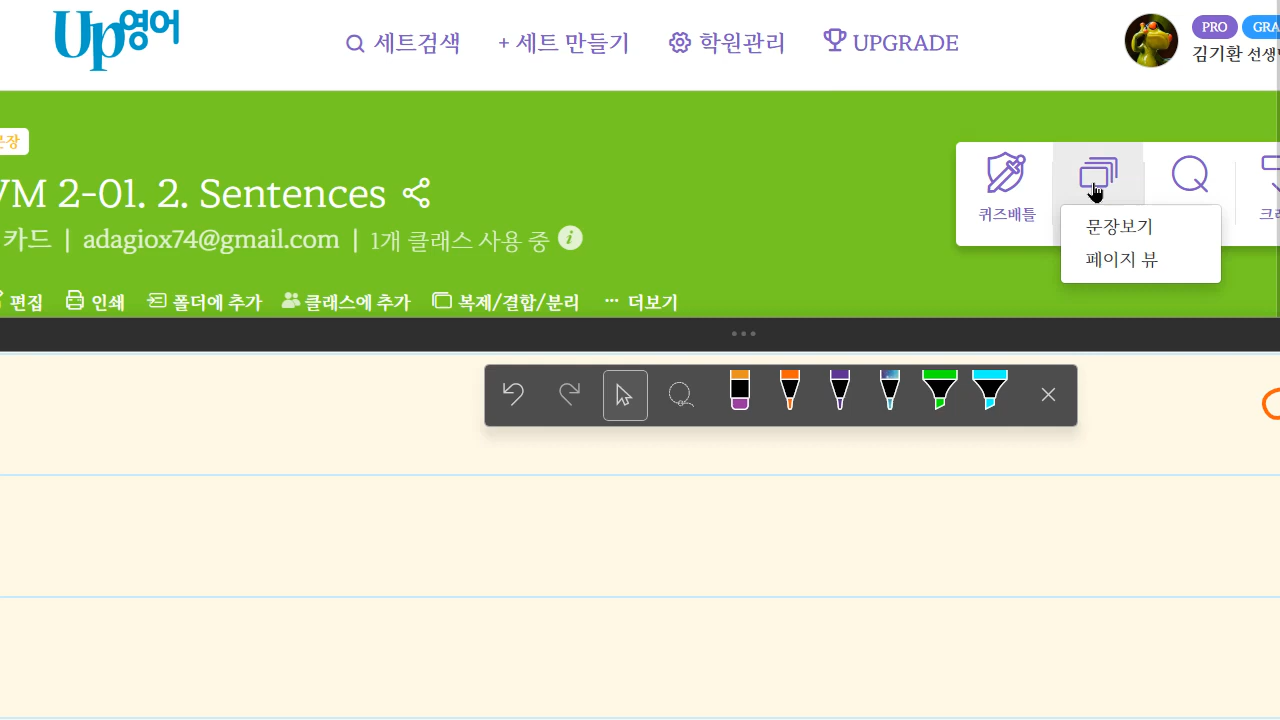 Up영어
세트검색
+ 세트 만들기
학원관리
UPGRADE
PRO
김기환 선생
VM 2-01. 2. Sentences
카드 | adagiox74@gmail.com | 1개 클래스 사용 중
퀴즈배틀
문장보기
페이지 뷰
편집
인쇄
폴더에 추가
클래스에 추가
복제/결합/분리
더보기